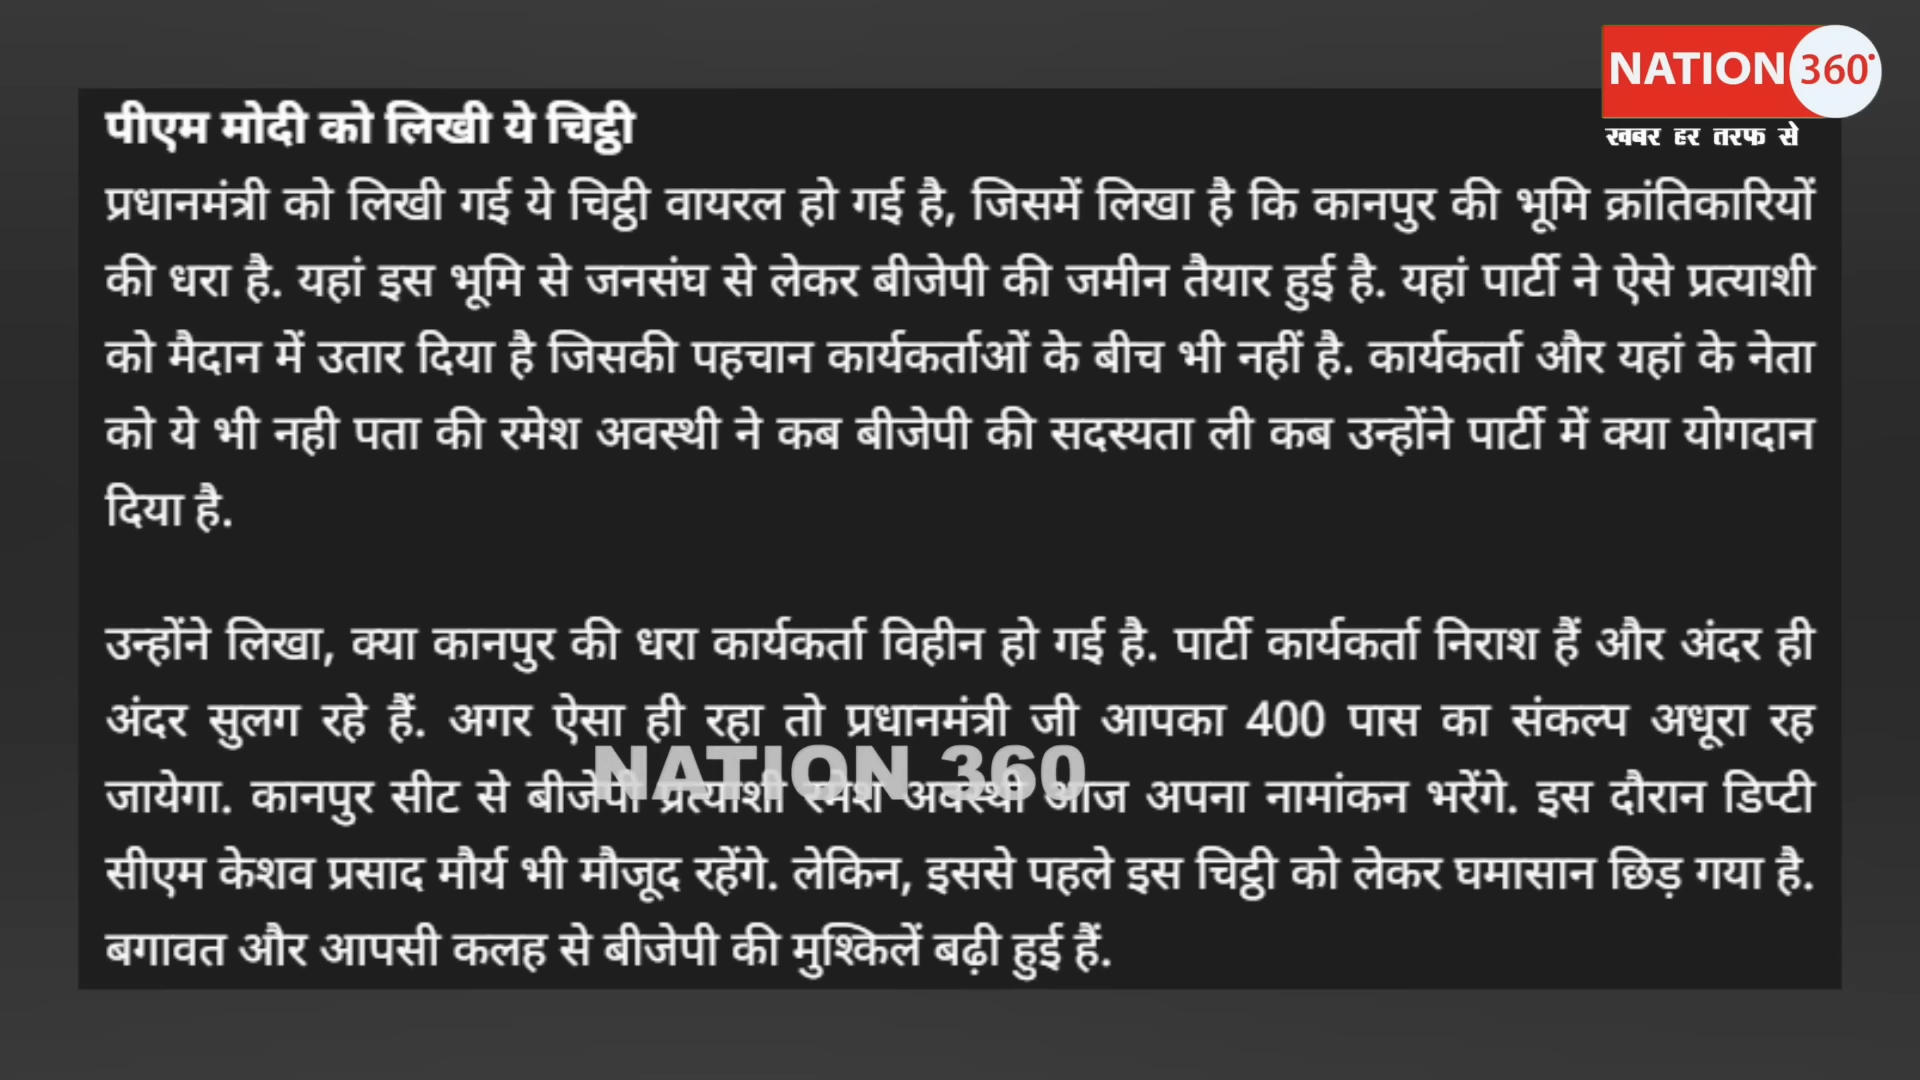 NATION 360°
खबर हर तरफ से
पीएम मोदी को लिखी ये चिट्ठी
प्रधानमंत्री को लिखी गई ये चिट्ठी वायरल हो गई है, जिसमें लिखा है कि कानपुर की भूमि क्रांतिकारियों
की धरा है. यहां इस भूमि से जनसंघ से लेकर बीजेपी की जमीन तैयार हुई है. यहां पार्टी ने ऐसे प्रत्याशी
को मैदान में उतार दिया है जिसकी पहचान कार्यकर्ताओं के बीच भी नहीं है. कार्यकर्ता और यहां के नेता
को ये भी नही पता की रमेश अवस्थी ने कब बीजेपी की सदस्यता ली कब उन्होंने पार्टी में क्या योगदान
दिया है.
उन्होंने लिखा, क्या कानपुर की धरा कार्यकर्ता विहीन हो गई है. पार्टी कार्यकर्ता निराश हैं और अंदर ही
अंदर सुलग रहे हैं. अगर ऐसा ही रहा तो प्रधानमंत्री जी आपका 400 पास का संकल्प अधूरा रह
NATION 360
जायेगा. कानपुर सीट से बीजेपी प्रत्याशी रमेश अवस्थी आज अपना नामांकन भरेंगे. इस दौरान डिप्टी
सीएम केशव प्रसाद मौर्य भी मौजूद रहेंगे. लेकिन, इससे पहले इस चिट्ठी को लेकर घमासान छिड़ गया है.
बगावत और आपसी कलह से बीजेपी की मुश्किलें बढ़ी हुई हैं.